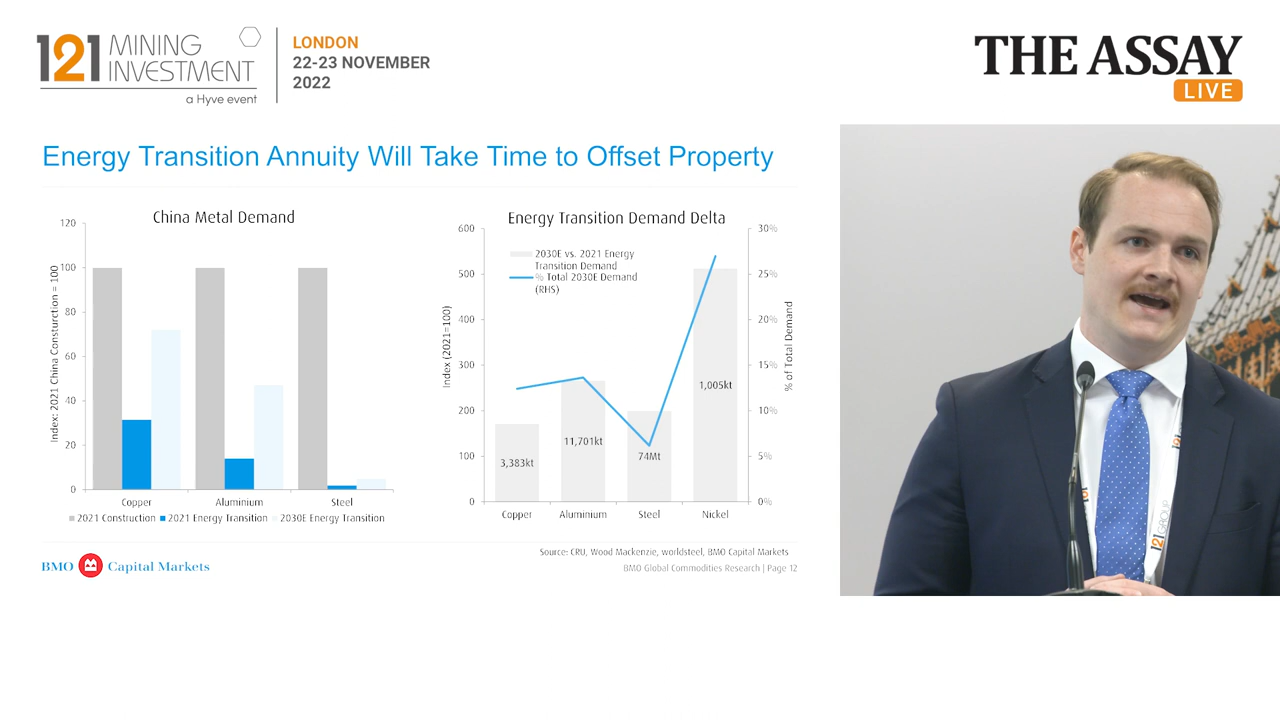 121 MINING
INVESTMENT
a Hyve event
LONDON
22-23 NOVEMBER
2022
THE ASSAY
LIVE
Energy Transition Annuity Will Take Time to Offset Property
China Metal Demand
Index: 2021 China Consturction = 100
120
100
80
60
40
20
0
Copper
Aluminium
Steel
2021 Construction
2021 Energy Transition
2030E Energy Transition
Energy Transition Demand Delta
Index (2021=100)
600
500
400
300
200
100
0
2030E vs. 2021 Energy
Transition Demand
% Total 2030E Demand
(RHS)
3,383kt
11,701kt
74Mt
1,005kt
Copper
Aluminium
Steel
Nickel
30%
25%
20%
15%
10%
5%
0%
% of Total Demand
Source: CRU, Wood Mackenzie, worldsteel, BMO Capital Markets
BMO Capital Markets
BMO Global Commodities Research | Page 12
121 GROUP